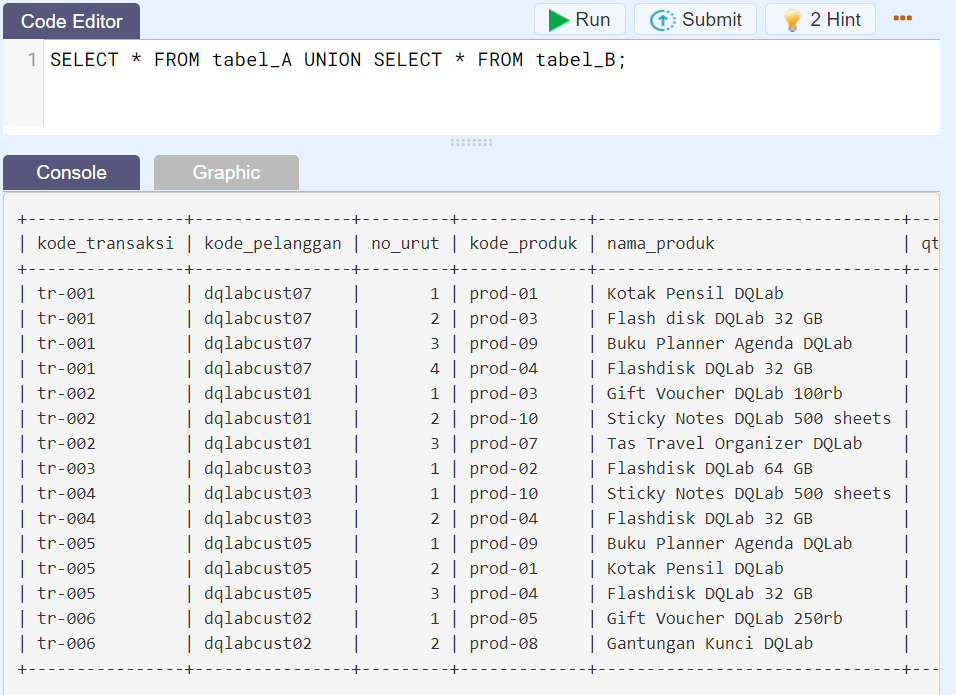 Code Editor Run Submit 2 Hint
1 SELECT * FROM tabel_A UNION SELECT * FROM tabel_B;
Console Graphic
+----------------+----------------+---------+-------------+-------------------------------+---
| kode_transaksi | kode_pelanggan | no_urut | kode_produk | nama_produk                   | qt
+----------------+----------------+---------+-------------+-------------------------------+---
| tr-001         | dqlabcust07    |       1 | prod-01     | Kotak Pensil DQLab            |
| tr-001         | dqlabcust07    |       2 | prod-03     | Flash disk DQLab 32 GB        |
| tr-001         | dqlabcust07    |       3 | prod-09     | Buku Planner Agenda DQLab     |
| tr-001         | dqlabcust07    |       4 | prod-04     | Flashdisk DQLab 32 GB         |
| tr-002         | dqlabcust01    |       1 | prod-03     | Gift Voucher DQLab 100rb      |
| tr-002         | dqlabcust01    |       2 | prod-10     | Sticky Notes DQLab 500 sheets |
| tr-002         | dqlabcust01    |       3 | prod-07     | Tas Travel Organizer DQLab    |
| tr-003         | dqlabcust03    |       1 | prod-02     | Flashdisk DQLab 64 GB         |
| tr-004         | dqlabcust03    |       1 | prod-10     | Sticky Notes DQLab 500 sheets |
| tr-004         | dqlabcust03    |       2 | prod-04     | Flashdisk DQLab 32 GB         |
| tr-005         | dqlabcust05    |       1 | prod-09     | Buku Planner Agenda DQLab     |
| tr-005         | dqlabcust05    |       2 | prod-01     | Kotak Pensil DQLab            |
| tr-005         | dqlabcust05    |       3 | prod-04     | Flashdisk DQLab 32 GB         |
| tr-006         | dqlabcust02    |       1 | prod-05     | Gift Voucher DQLab 250rb      |
| tr-006         | dqlabcust02    |       2 | prod-08     | Gantungan Kunci DQLab         |
+----------------+----------------+---------+-------------+-------------------------------+---